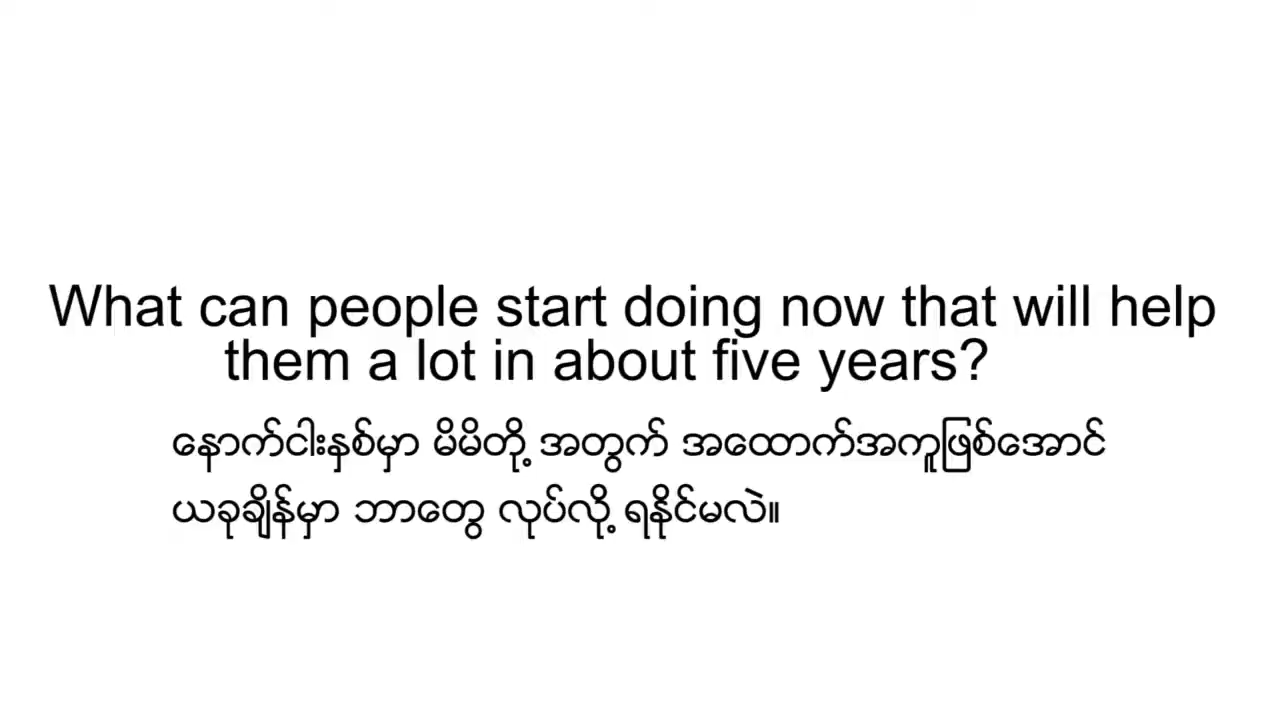 What can people start doing now that will help
them a lot in about five years?
နောက်ငါးနှစ်မှာ မိမိတို့ အတွက် အထောက်အကူဖြစ်အောင်
ယခုချိန်မှာ ဘာတွေ လုပ်လို့ ရနိုင်မလဲ။